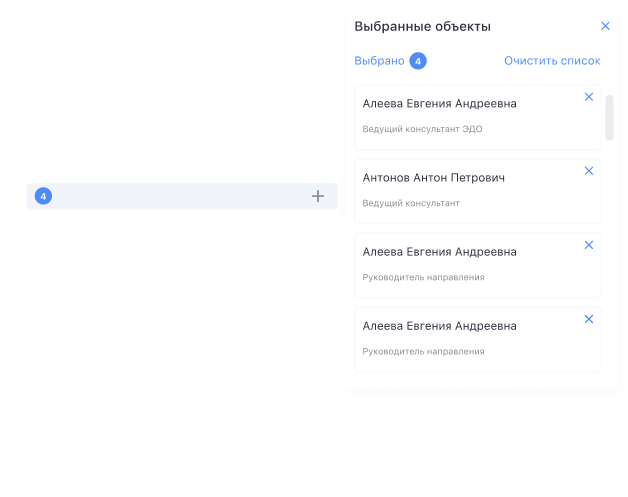 Выбранные объекты
Выбрано 4 Очистить список
Алеева Евгения Андреевна
Ведущий консультант ЭДО
Антонов Антон Петрович
4
Ведущий консультант
Алеева Евгения Андреевна
Руководитель направления
Алеева Евгения Андреевна
Руководитель направления